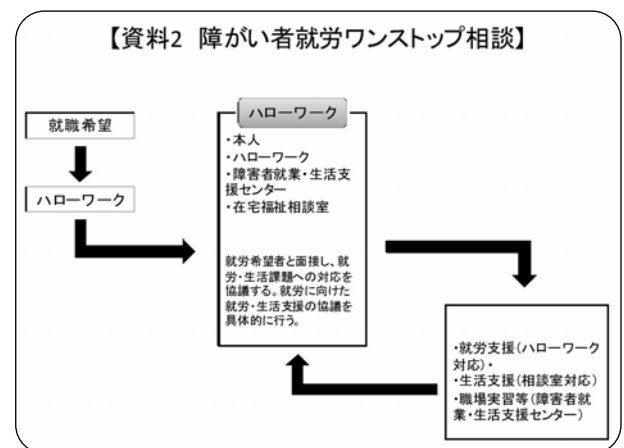 【資料2 障がい者就労ワンストップ相談】
就職希望
ハローワーク
ハローワーク
・本人
・ハローワーク
・障害者就業・生活支
援センター
・在宅福祉相談室
就労希望者と面接し、就
労・生活課題への対応を
協議する。就労に向けた
就労・生活支援の協議を
具体的に行う。
・就労支援(ハローワーク
対応)・
・生活支援(相談室対応)
・職場実習等(障害者就
業・生活支援センター)